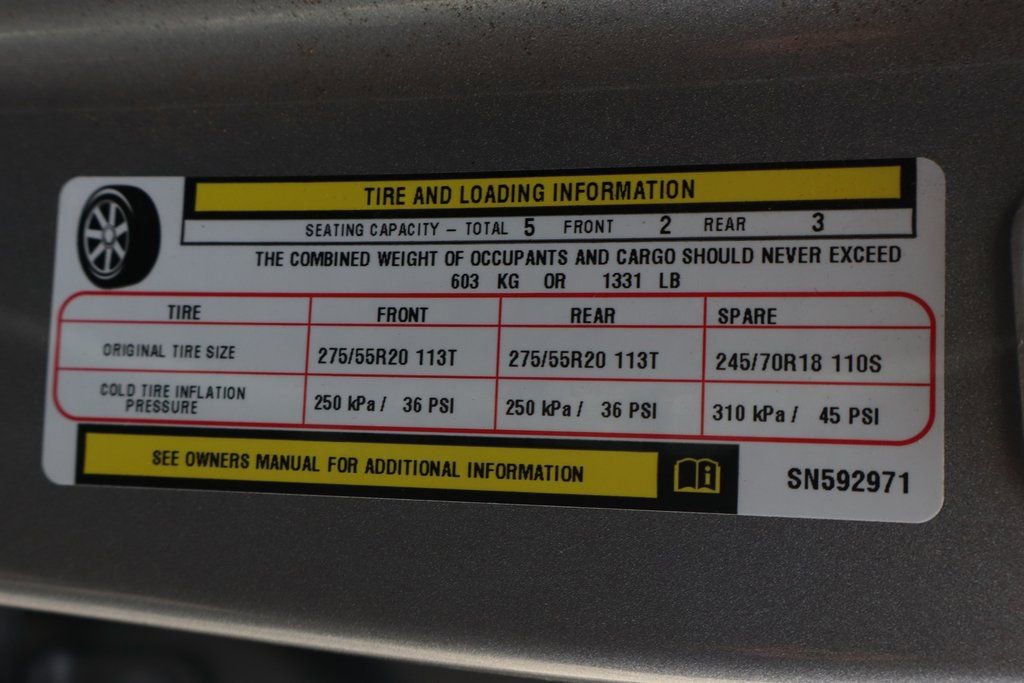 TIRE AND LOADING INFORMATION
SEATING CAPACITY – TOTAL 5 FRONT 2 REAR 3
THE COMBINED WEIGHT OF OCCUPANTS AND CARGO SHOULD NEVER EXCEED
603 KG OR 1331 LB
TIRE FRONT REAR SPARE
ORIGINAL TIRE SIZE 275/55R20 113T 275/55R20 113T 245/70R18 110S
COLD TIRE INFLATION
PRESSURE 250 kPa / 36 PSI 250 kPa / 36 PSI 310 kPa / 45 PSI
SEE OWNERS MANUAL FOR ADDITIONAL INFORMATION
SN592971